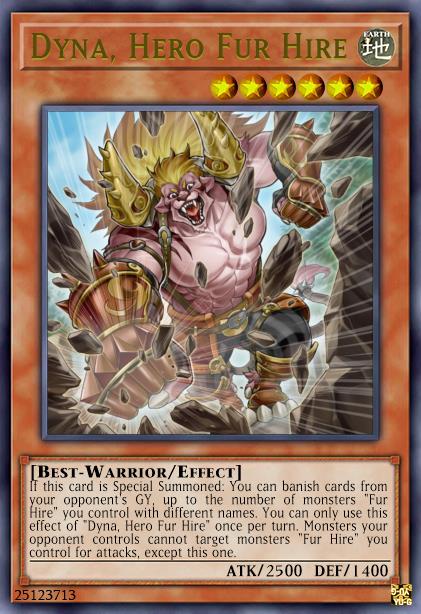 Dyna, Hero Fur Hire
EARTH
地
[Best-Warrior/Effect]
If this card is Special Summoned: You can banish cards from
your opponent's GY, up to the number of monsters "Fur
Hire" you control with different names. You can only use this
effect of "Dyna, Hero Fur Hire" once per turn. Monsters your
opponent controls cannot target monsters "Fur Hire" you
control for attacks, except this one.
ATK/2500 DEF/1400
25123713